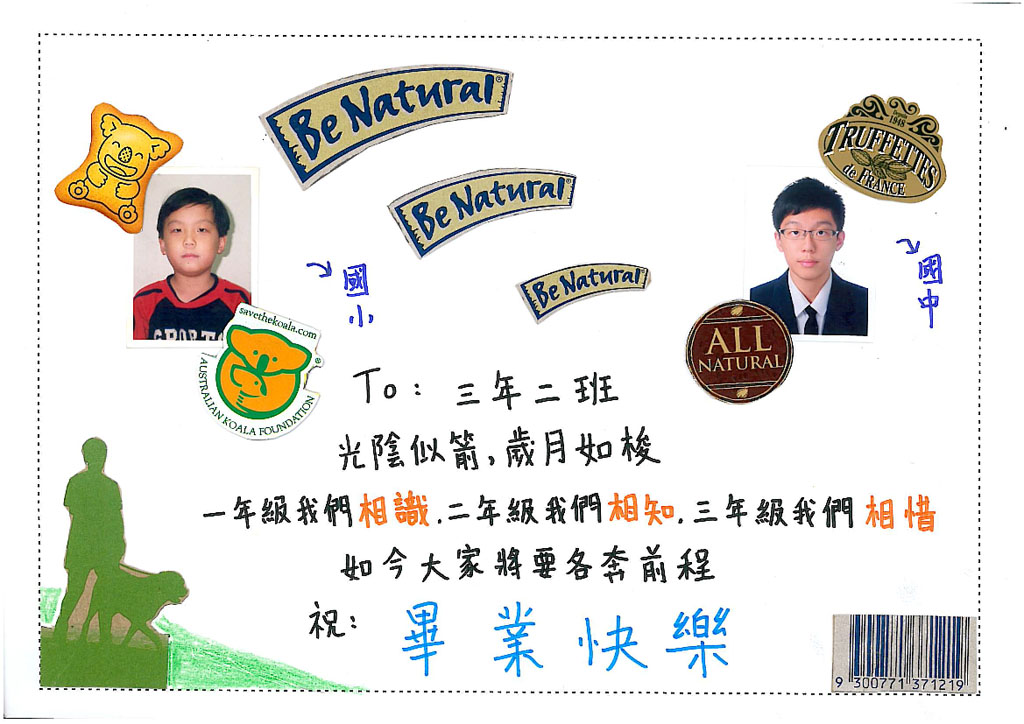 Be Natural®
Be Natural®
Be Natural
Depuis 1948
TRUFFETTES
de FRANCE
國小
國中
SPORT
savethekoala.com
AUSTRALIAN KOALA FOUNDATION
ALL
NATURAL
To: 三年二班
光陰似箭,歲月如梭
一年級我們相識.二年級我們相知.三年級我們相惜
如今大家將要各奔前程
祝:畢業快樂
9 300771 371219